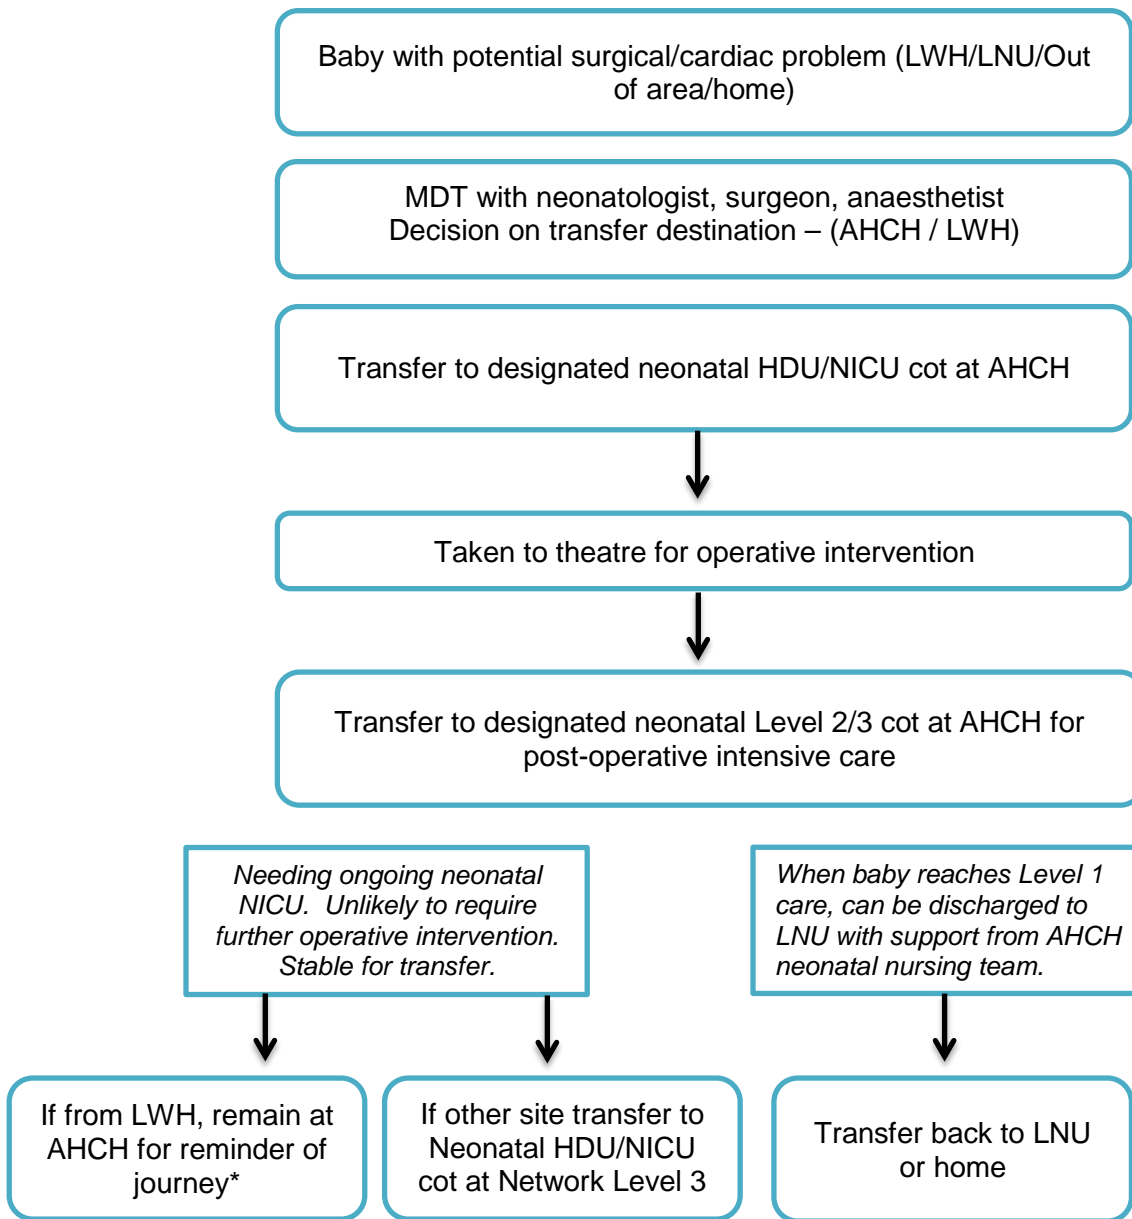 Baby with potential surgical/cardiac problem (LWH/LNU/Out
of area/home)
MDT with neonatologist, surgeon, anaesthetist
Decision on transfer destination – (AHCH / LWH)
Transfer to designated neonatal HDU/NICU cot at AHCH
Taken to theatre for operative intervention
Transfer to designated neonatal Level 2/3 cot at AHCH for
post-operative intensive care
Needing ongoing neonatal
NICU.  Unlikely to require
further operative intervention.
Stable for transfer.
When baby reaches Level 1
care, can be discharged to
LNU with support from AHCH
neonatal nursing team.
If from LWH, remain at
AHCH for reminder of
journey*
If other site transfer to
Neonatal HDU/NICU
cot at Network Level 3
Transfer back to LNU
or home